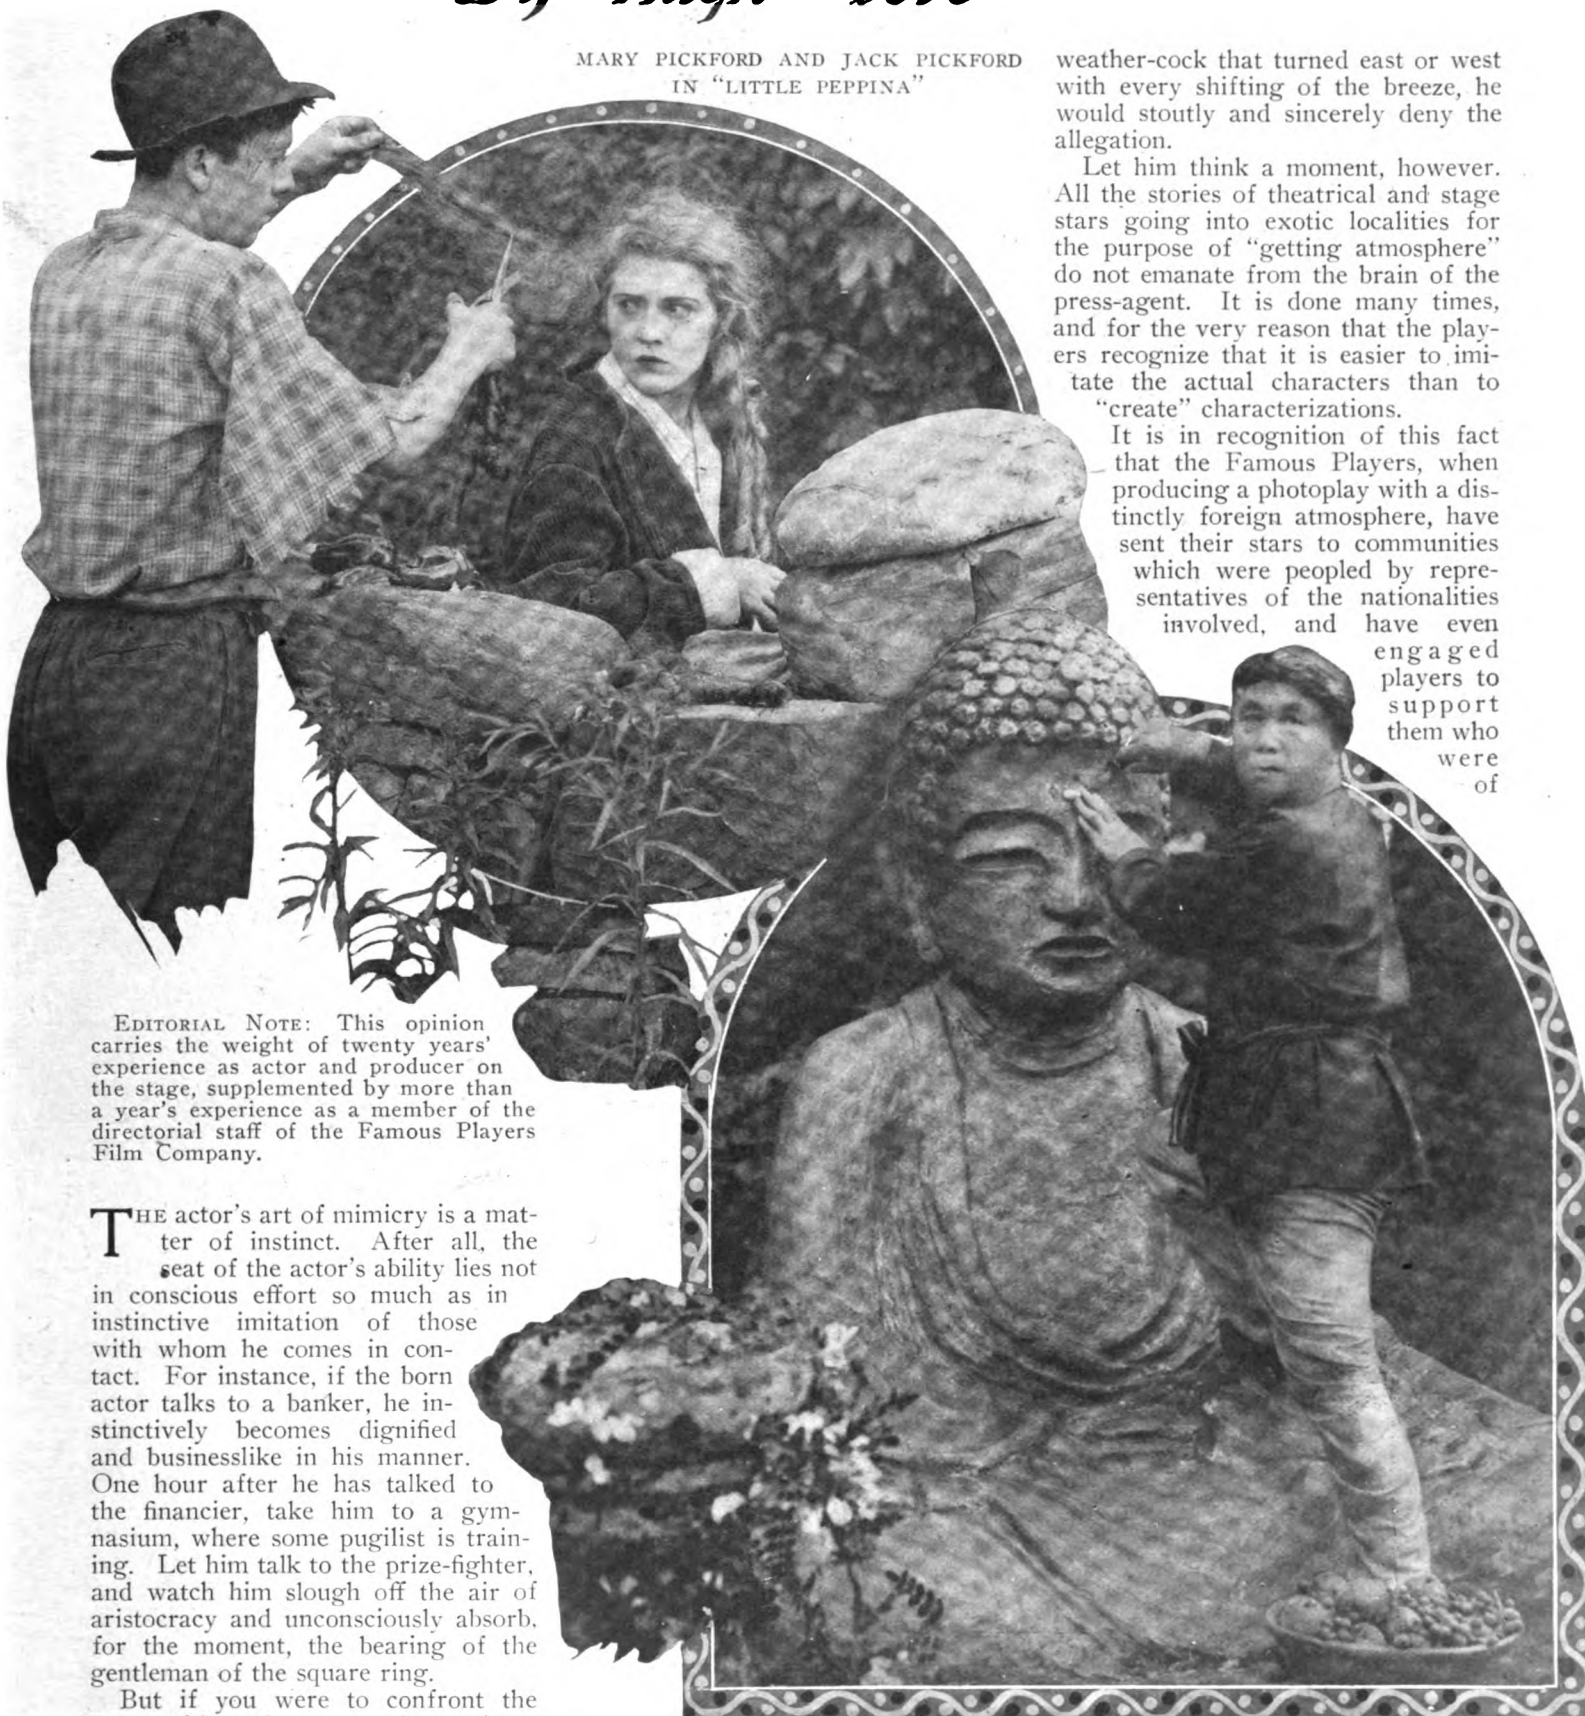 MARY PICKFORD AND JACK PICKFORD
IN "LITTLE PEPPINA"
EDITORIAL NOTE: This opinion
carries the weight of twenty years'
experience as actor and producer on
the stage, supplemented by more than
a year's experience as a member of the
directorial staff of the Famous Players
Film Company.
THE actor's art of mimicry is a mat-
ter of instinct. After all, the
seat of the actor's ability lies not
in conscious effort so much as in
instinctive imitation of those
with whom he comes in con-
tact. For instance, if the born
actor talks to a banker, he in-
stinctively becomes dignified
and businesslike in his manner.
One hour after he has talked to
the financier, take him to a gym-
nasium, where some pugilist is train-
ing. Let him talk to the prize-fighter,
and watch him slough off the air of
aristocracy and unconsciously absorb,
for the moment, the bearing of the
gentleman of the square ring.
But if you were to confront the
weather-cock that turned east or west
with every shifting of the breeze, he
would stoutly and sincerely deny the
allegation.
Let him think a moment, however.
All the stories of theatrical and stage
stars going into exotic localities for
the purpose of "getting atmosphere"
do not emanate from the brain of the
press-agent. It is done many times,
and for the very reason that the play-
ers recognize that it is easier to imi-
tate the actual characters than to
"create" characterizations.
It is in recognition of this fact
that the Famous Players, when
producing a photoplay with a dis-
tinctly foreign atmosphere, have
sent their stars to communities
which were peopled by repre-
sentatives of the nationalities
involved, and have even
engaged
players to
support
them who
were
of